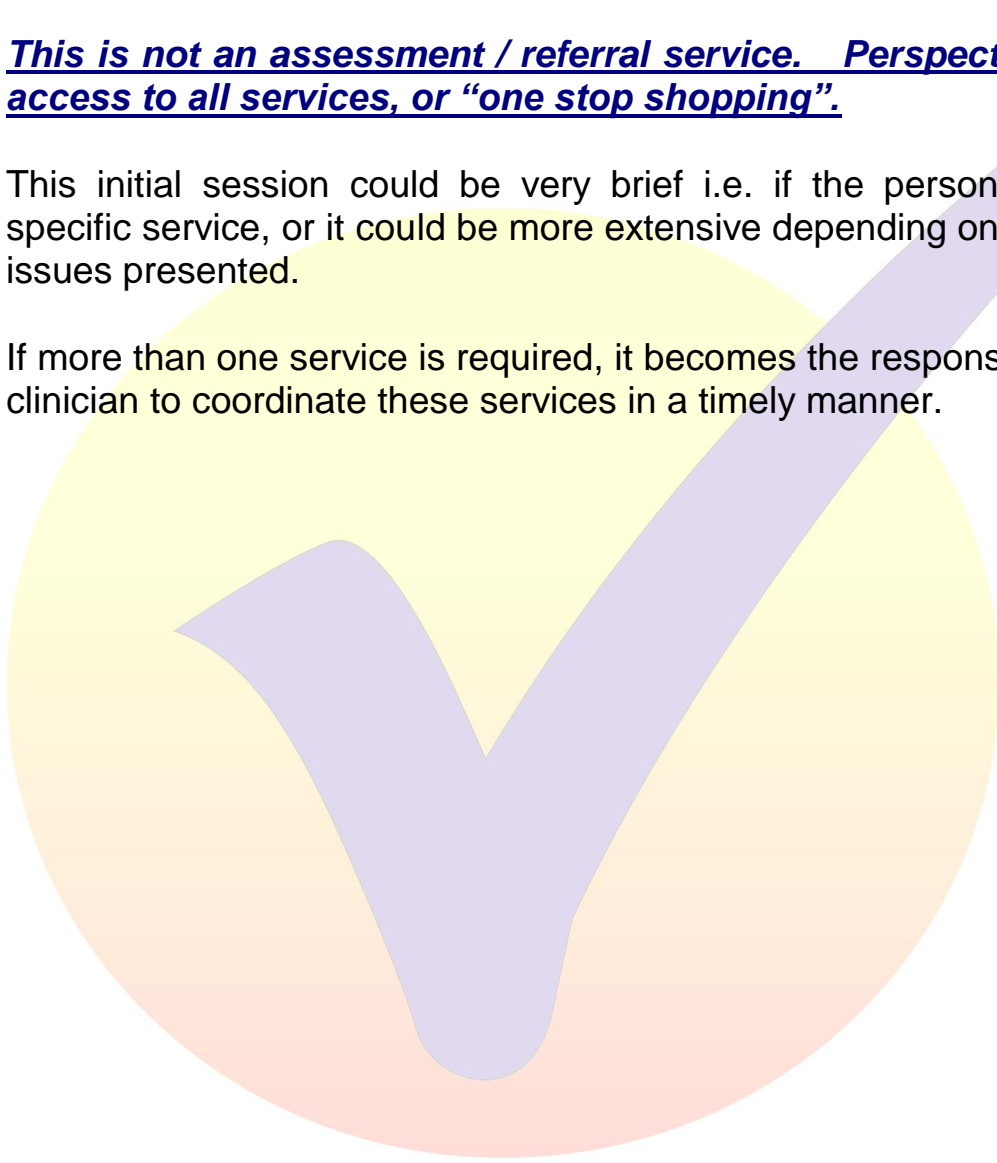 This is not an assessment / referral service. Perspect
access to all services, or “one stop shopping”.
This initial session could be very brief i.e. if the person
specific service, or it could be more extensive depending on
issues presented.
If more than one service is required, it becomes the respons
clinician to coordinate these services in a timely manner.